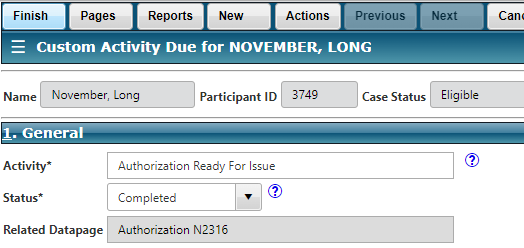 Finish Pages Reports New Actions Previous Next
Custom Activity Due for NOVEMBER, LONG
Name November, Long Participant ID 3749 Case Status Eligible
1. General
Activity* Authorization Ready For Issue ?
Status* Completed ?
Related Datapage Authorization N2316